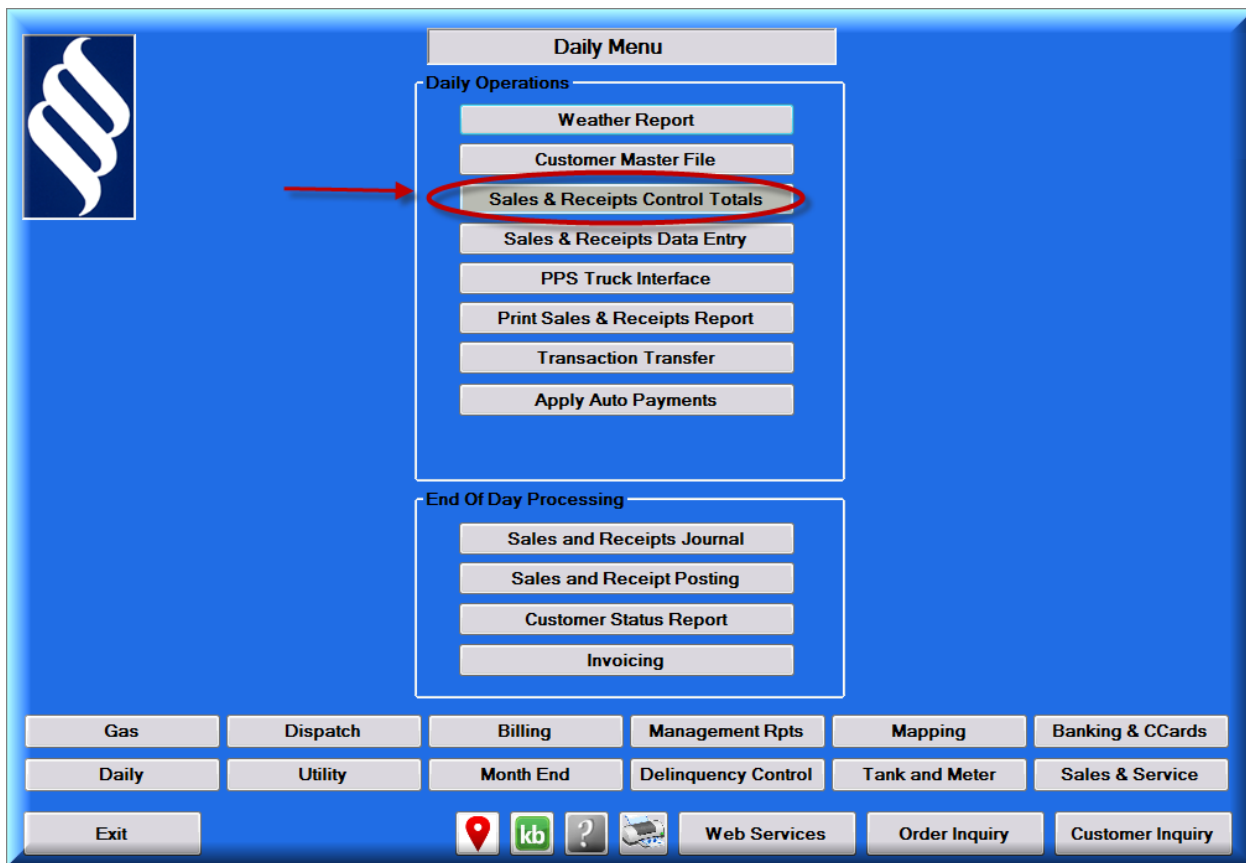 Daily Menu
Daily Operations
Weather Report
Customer Master File
Sales & Receipts Control Totals
Sales & Receipts Data Entry
PPS Truck Interface
Print Sales & Receipts Report
Transaction Transfer
Apply Auto Payments
End Of Day Processing
Sales and Receipts Journal
Sales and Receipt Posting
Customer Status Report
Invoicing
Gas Dispatch Billing Management Rpts Mapping Banking & CCards
Daily Utility Month End Delinquency Control Tank and Meter Sales & Service
Exit kb ? Web Services Order Inquiry Customer Inquiry